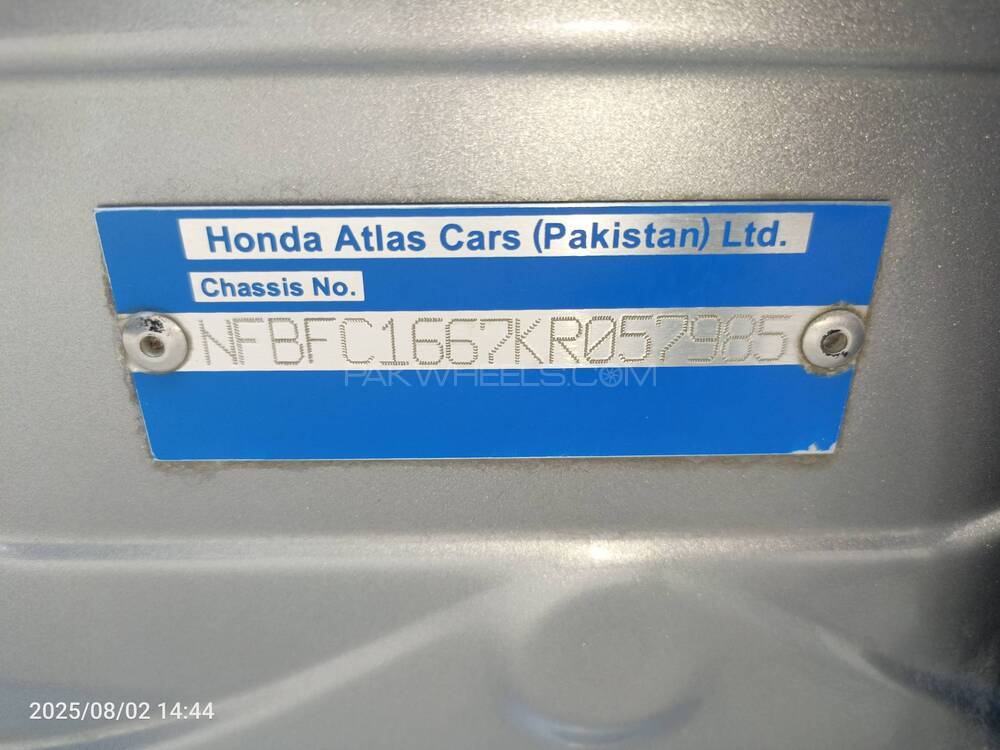 Honda Atlas Cars (Pakistan) Ltd.
Chassis No.
NFBFC1667KR057985
PAKWHEELS.COM
2025/08/02 14:44